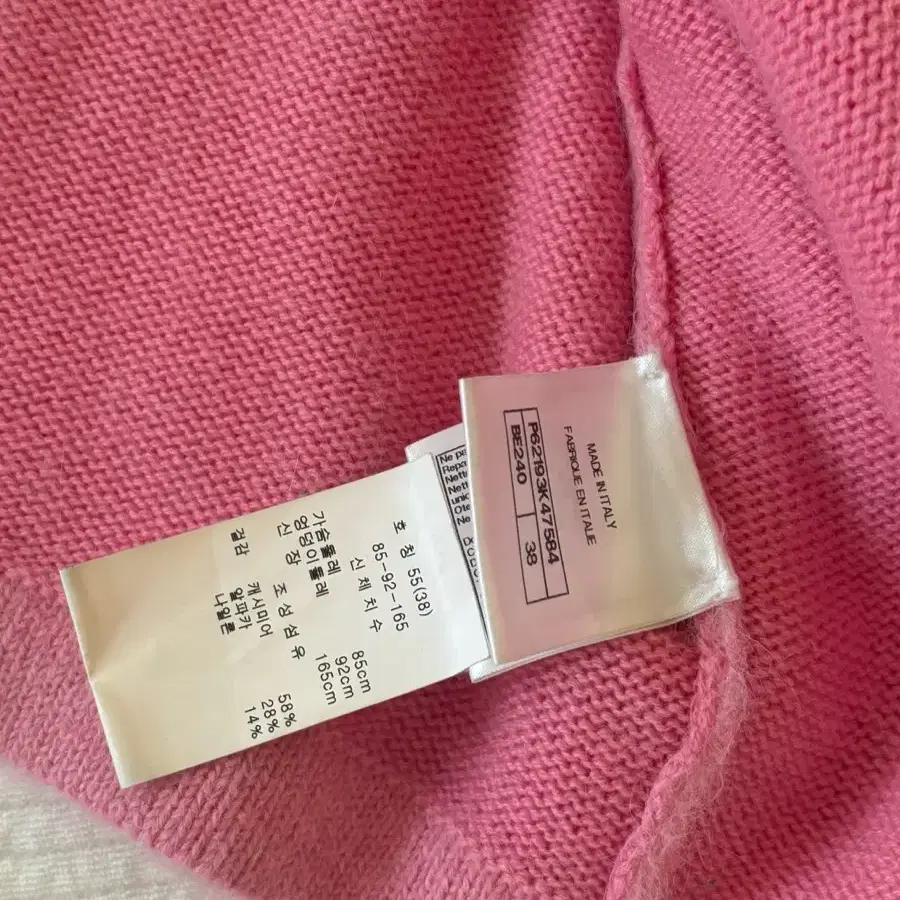 호 칭 55(38)
85-92-165
신 체 치 수
가슴둘레 85cm
엉덩이둘레 92cm
신 장 165cm
조 성 섬 유
겉감 캐시미어 58%
알파카 28%
나일론 14%
MADE IN ITALY
FABRIQUE EN ITALIE
P62193K47584
BE240 38
Ne
Ne